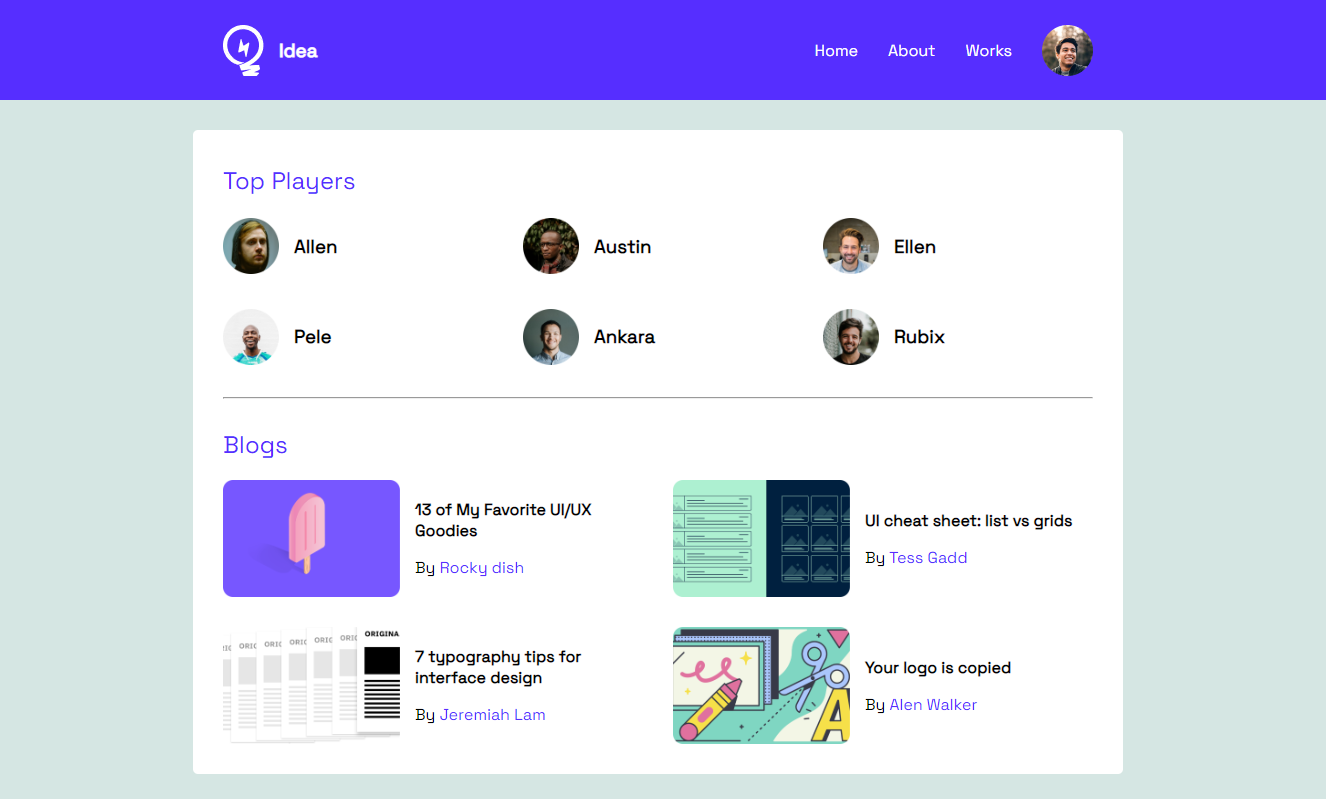 Idea
Home About Works
Top Players
Allen
Austin
Ellen
Pele
Ankara
Rubix
Blogs
13 of My Favorite UI/UX
Goodies
By Rocky dish
UI cheat sheet: list vs grids
By Tess Gadd
ORIGINA
7 typography tips for
interface design
By Jeremiah Lam
A
Your logo is copied
By Alen Walker